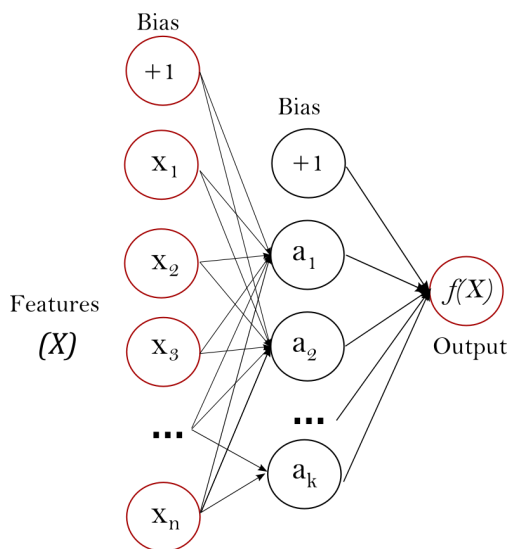 Bias
+1
Bias
x1
+1
x2
a1
Features
(X)
f(X)
x3
a2
Output
...
...
ak
xn